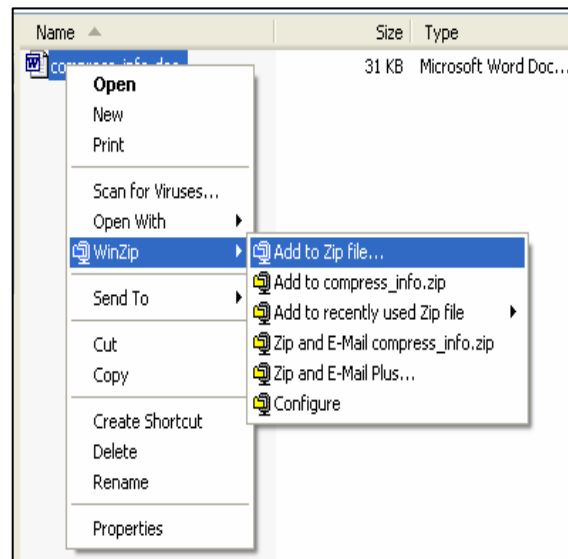 Name Size Type
compress_info.doc 31 KB Microsoft Word Doc...
Open
New
Print
Scan for Viruses...
Open With
WinZip
Send To
Cut
Copy
Create Shortcut
Delete
Rename
Properties
Add to Zip file...
Add to compress_info.zip
Add to recently used Zip file
Zip and E-Mail compress_info.zip
Zip and E-Mail Plus...
Configure